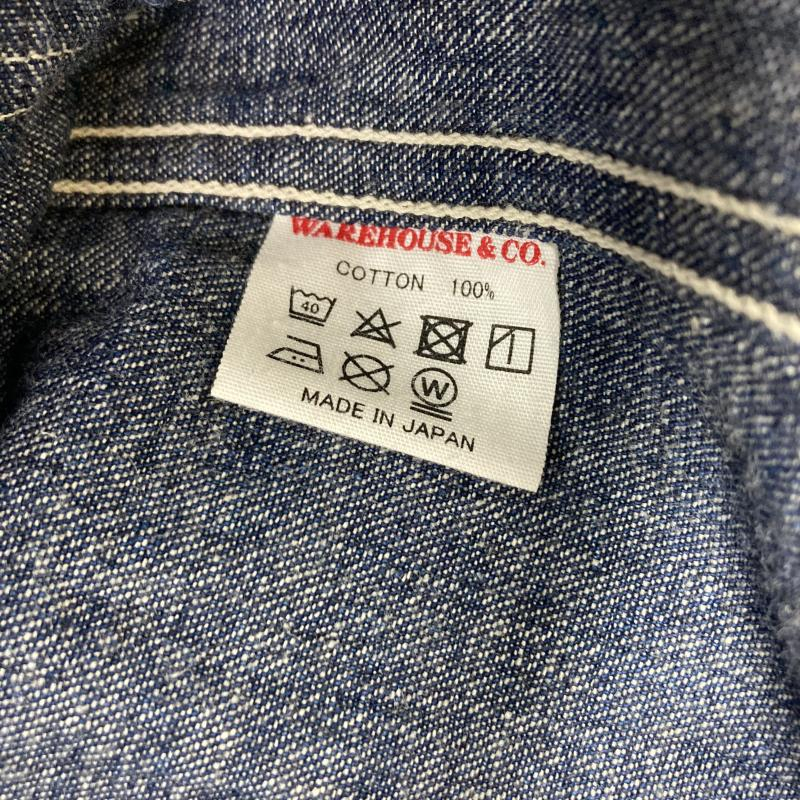 WAREHOUSE & CO.
COTTON 100%
40
W
MADE IN JAPAN